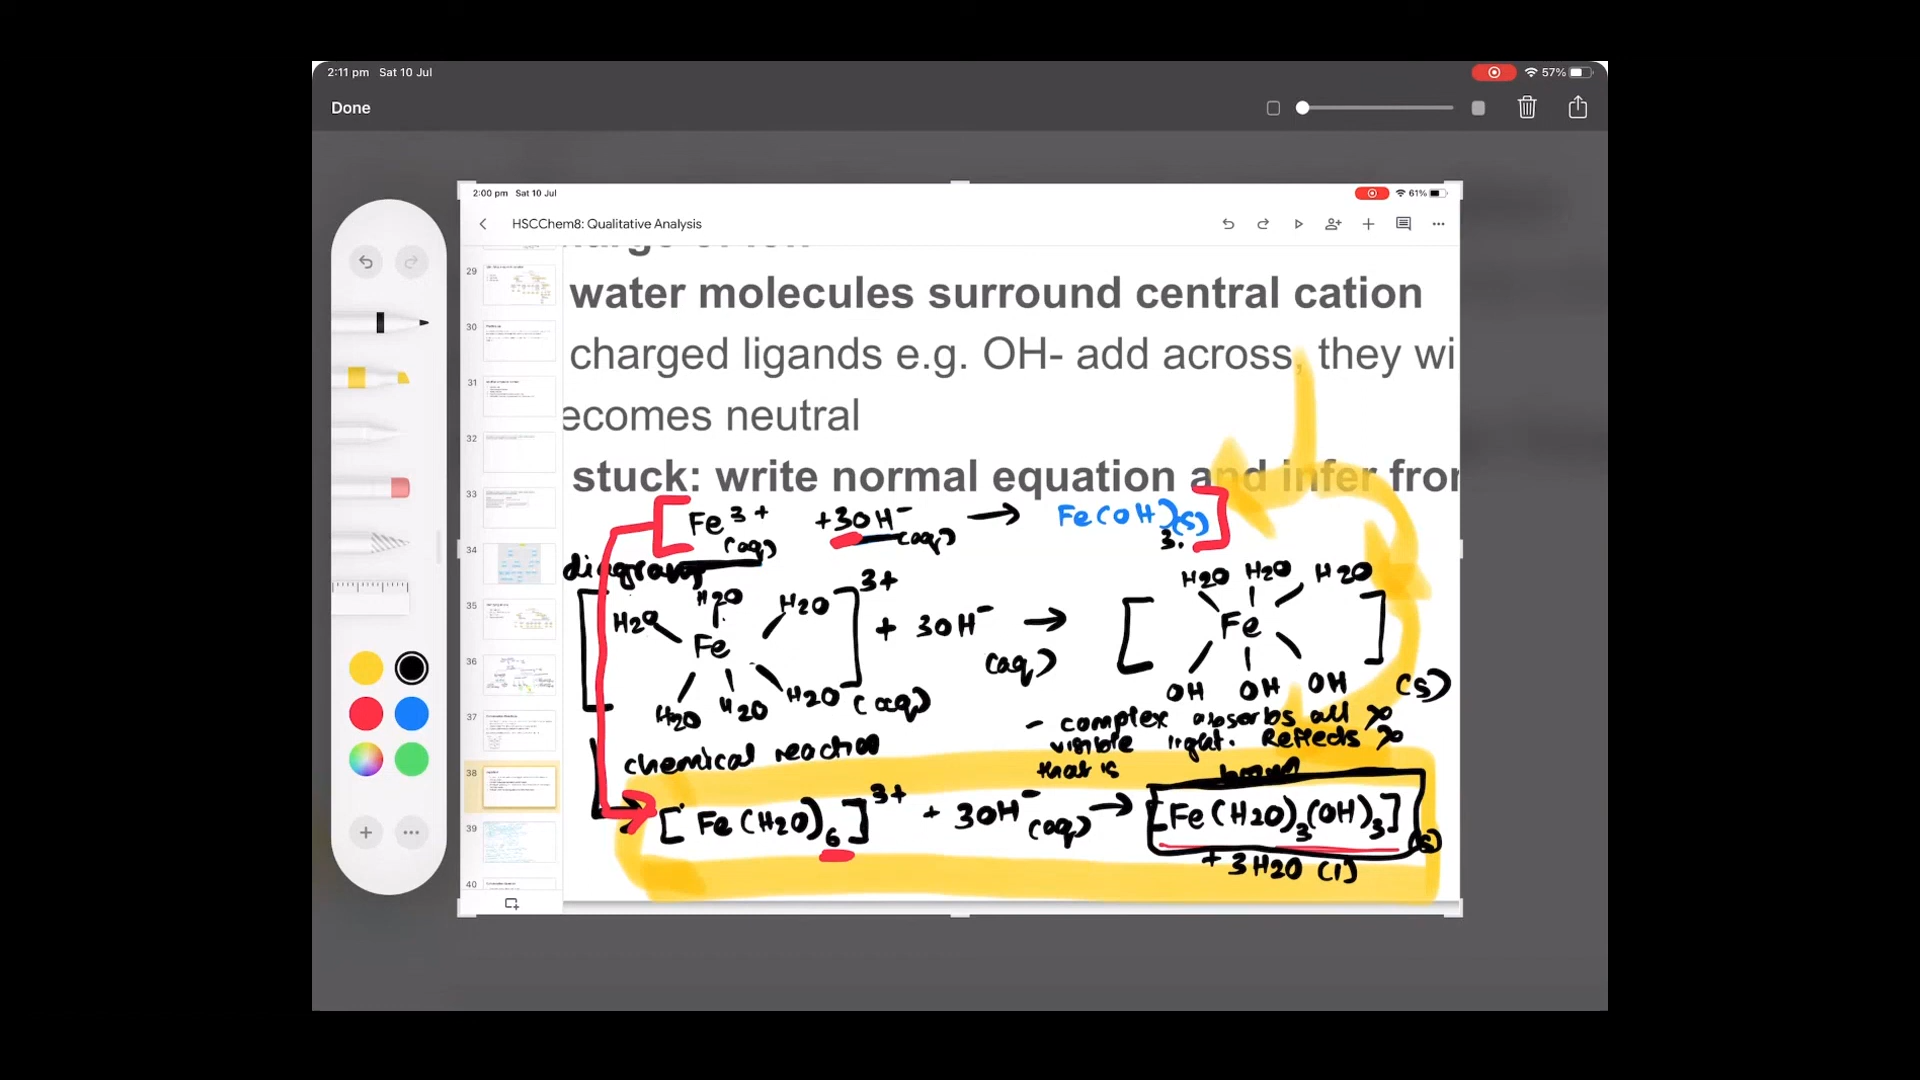 2:11 pm Sat 10 Jul
57%
Done
2:00 pm Sat 10 Jul
61%
HSCChem8: Qualitative Analysis
29
30
31
32
33
34
35
36
37
38
39
40
water molecules surround central cation
charged ligands e.g. OH- add across, they wi
ecomes neutral
stuck: write normal equation and infer from
Fe 3+ (aq) + 3OH- (aq) → Fe(OH)3 (s)
diagram
[Fe H2O H2O H2O H2O H2O H2O] 3+ (aq) + 3OH- (aq) → [Fe H2O H2O H2O OH OH OH] (s)
- complex absorbs all
visible light. Reflects
that is brown
chemical reaction
[Fe(H2O)6] 3+ + 3OH- (aq) → [Fe(H2O)3(OH)3] (s)
+ 3H2O (l)